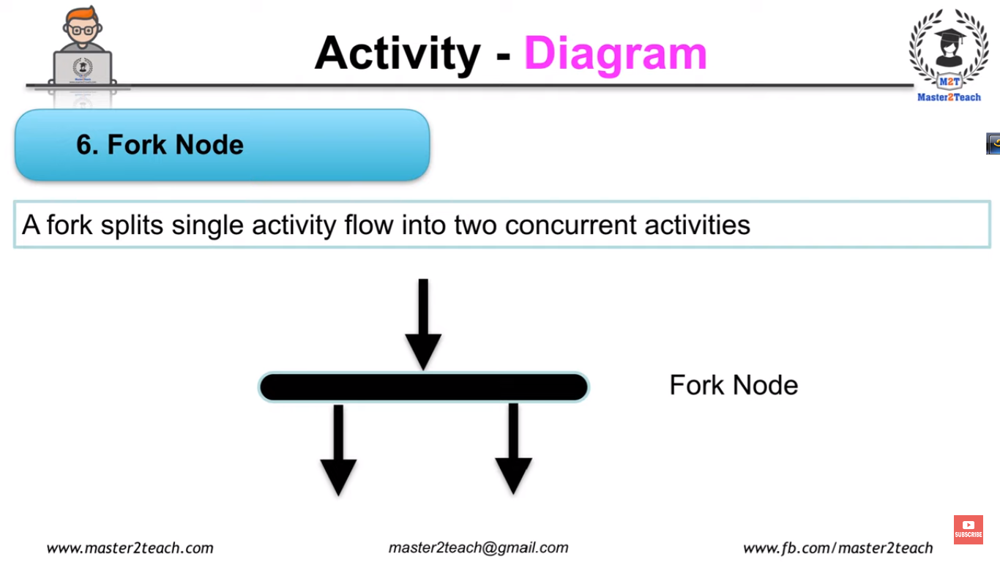 Activity - Diagram
M2T
Master2Teach
6. Fork Node
A fork splits single activity flow into two concurrent activities
Fork Node
SUBSCRIBE
www.master2teach.com
master2teach@gmail.com
www.fb.com/master2teach